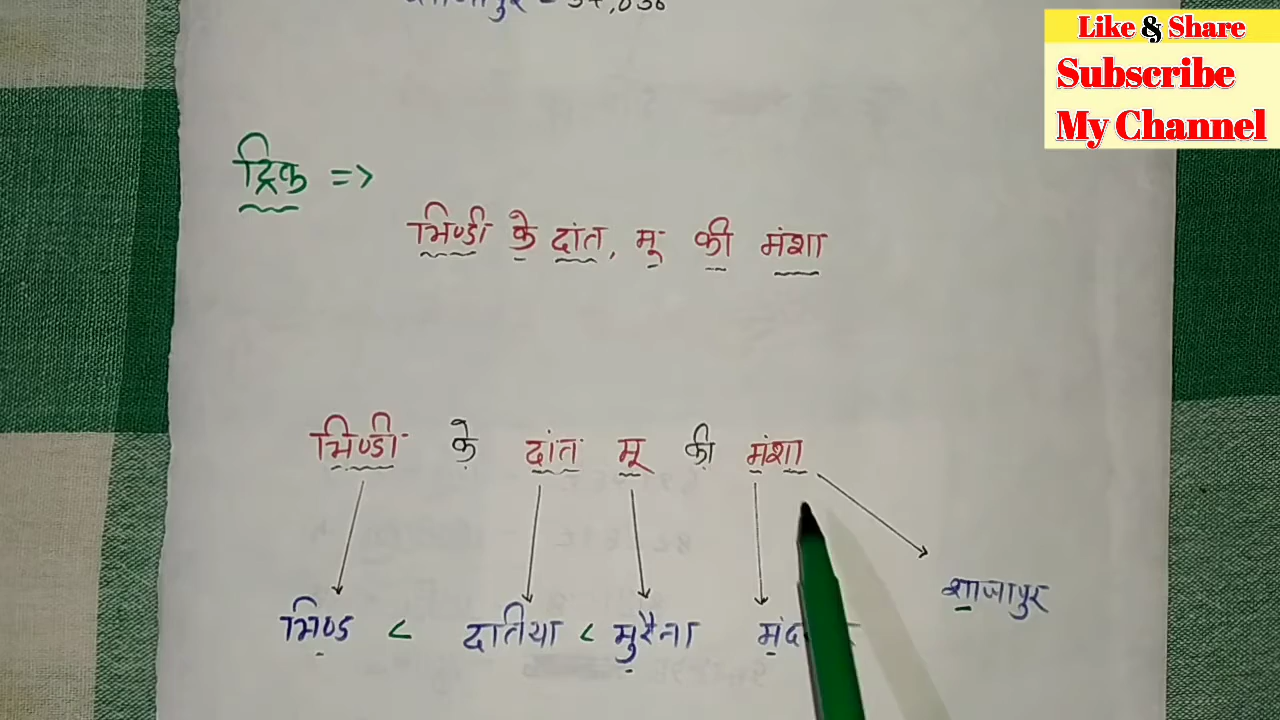 Like & Share
Subscribe
My Channel
ट्रिक =>
भिण्डी के दांत, मू की मंशा
भिण्डी के दांत मू की मंशा
शाजापुर
भिण्ड < दतिया < मुरैना